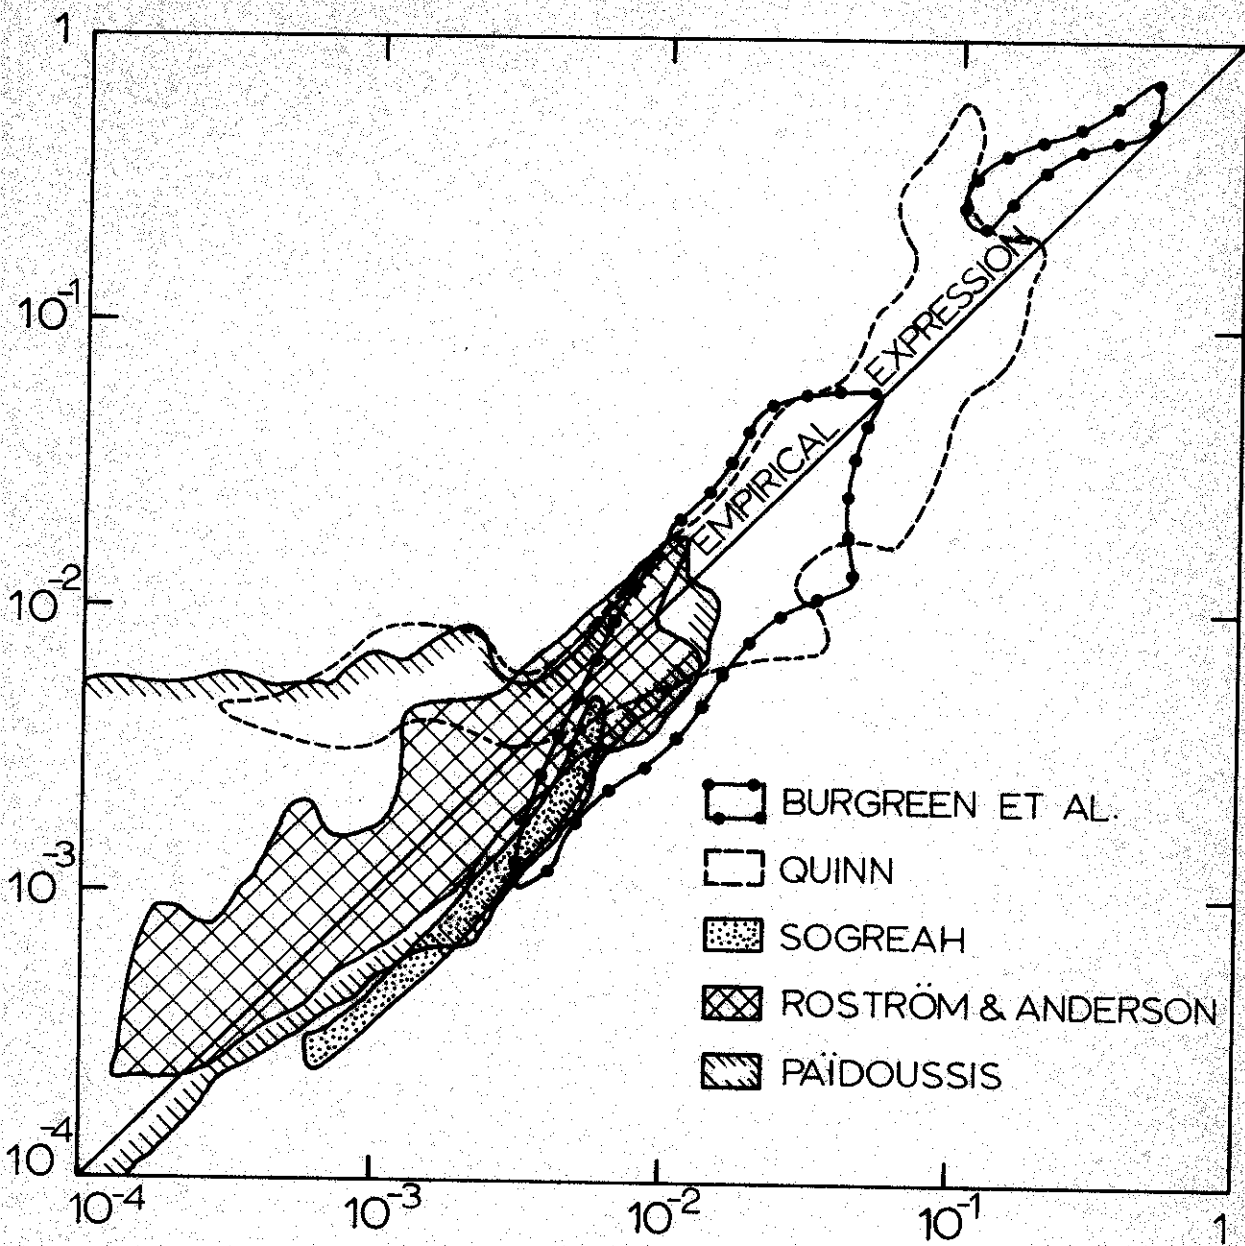 1
10-1
10-2
10-3
10-4
10-4
10-3
10-2
10-1
1
EMPIRICAL EXPRESSION
BURGREEN ET AL.
QUINN
SOGREAH
ROSTRÖM & ANDERSON
PAÏDOUSSIS